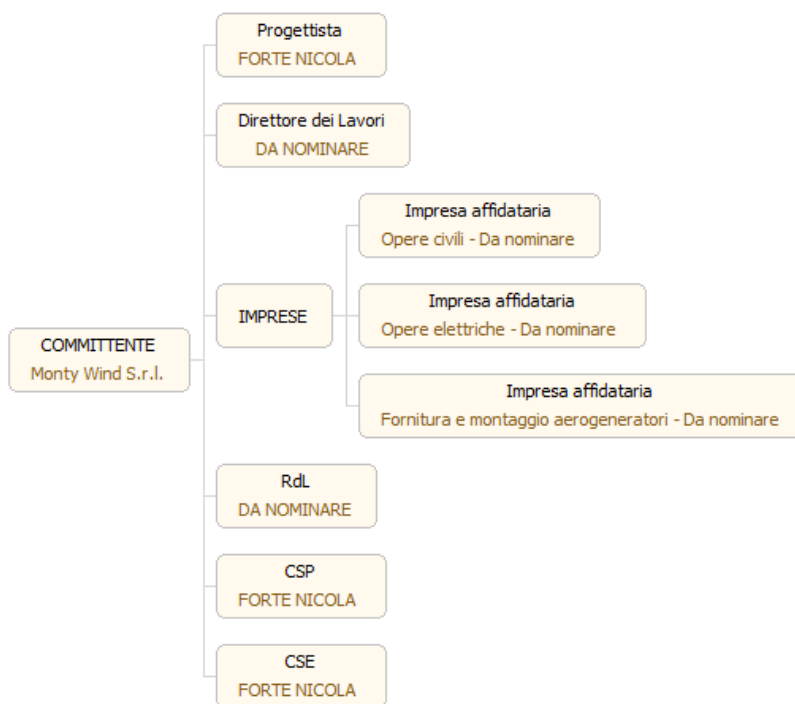 Progettista
FORTE NICOLA
Direttore dei Lavori
DA NOMINARE
Impresa affidataria
Opere civili - Da nominare
IMPRESE
Impresa affidataria
Opere elettriche - Da nominare
COMMITTENTE
Monty Wind S.r.l.
Impresa affidataria
Fornitura e montaggio aerogeneratori - Da nominare
RdL
DA NOMINARE
CSP
FORTE NICOLA
CSE
FORTE NICOLA